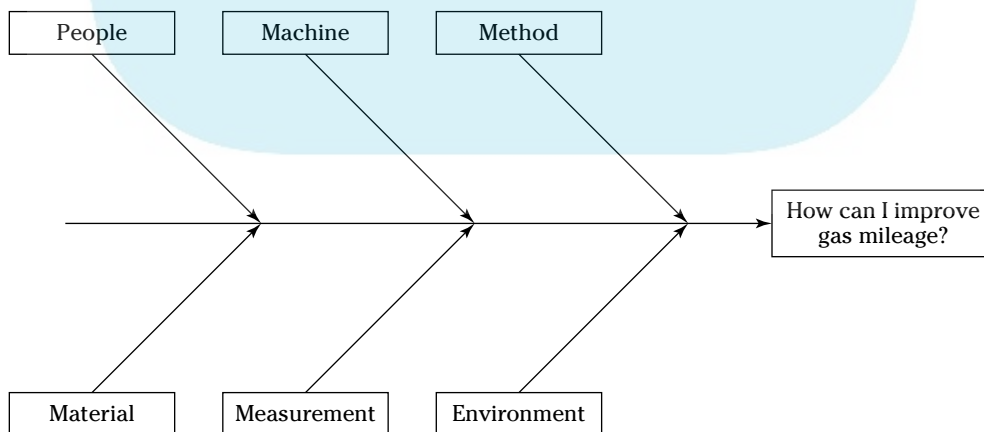 People
Machine
Method
How can I improve
gas mileage?
Material
Measurement
Environment